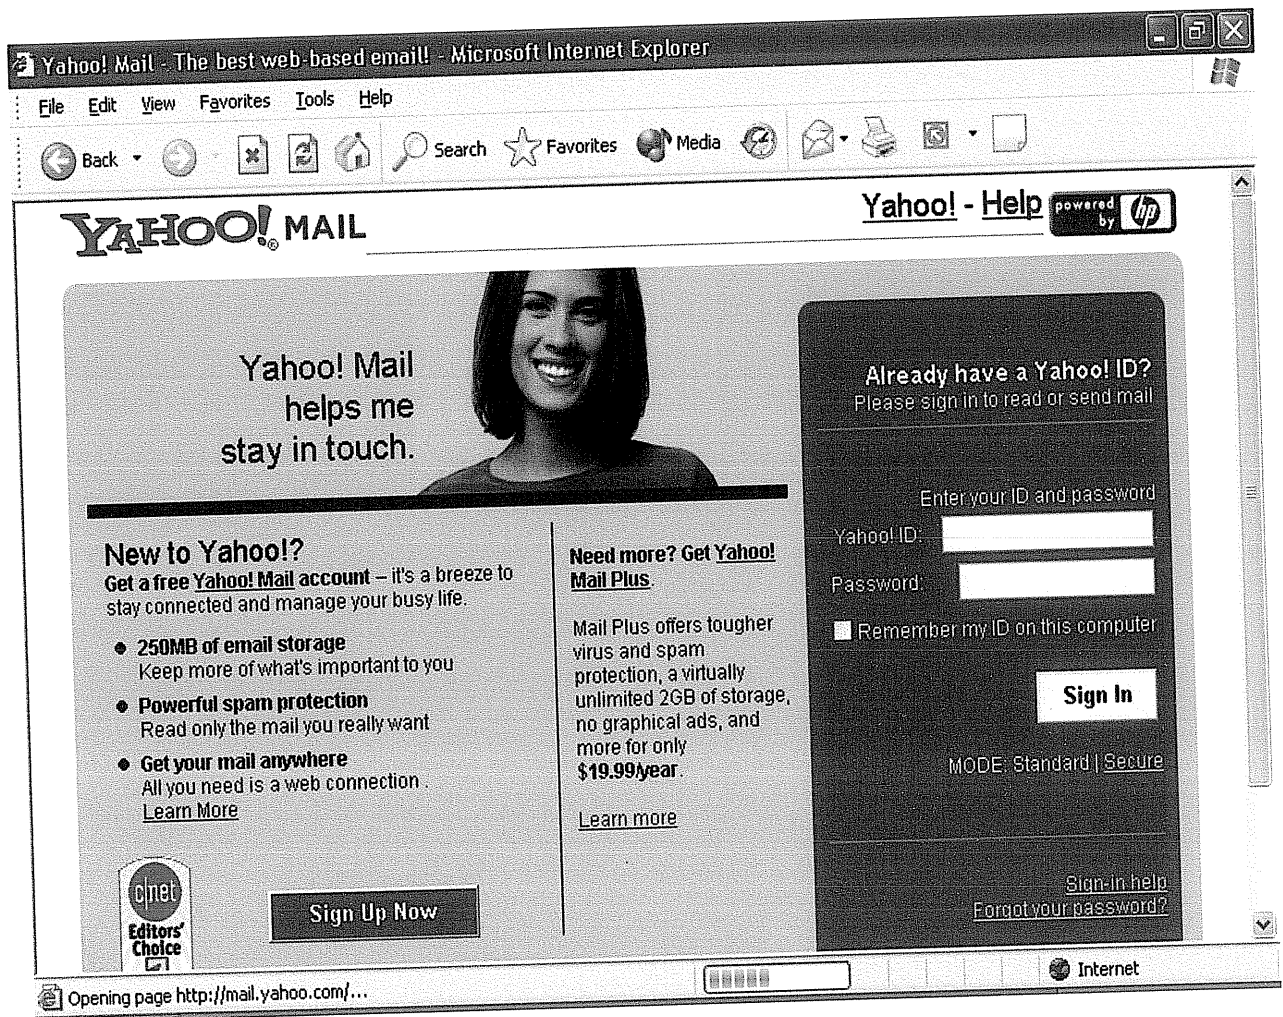 Yahoo! Mail - The best web-based email! - Microsoft Internet Explorer
File Edit View Favorites Tools Help
Back Search Favorites Media
YAHOO!® MAIL
Yahoo! - Help
powered by hp
Yahoo! Mail
helps me
stay in touch.
New to Yahoo!?
Get a free Yahoo! Mail account – it's a breeze to
stay connected and manage your busy life.
• 250MB of email storage
Keep more of what's important to you
• Powerful spam protection
Read only the mail you really want
• Get your mail anywhere
All you need is a web connection .
Learn More
c|net
Editors'
Choice
Sign Up Now
Need more? Get Yahoo!
Mail Plus.
Mail Plus offers tougher
virus and spam
protection, a virtually
unlimited 2GB of storage,
no graphical ads, and
more for only
$19.99/year.
Learn more
Already have a Yahoo! ID?
Please sign in to read or send mail
Enter your ID and password
Yahoo! ID:
Password:
Remember my ID on this computer
Sign In
MODE: Standard | Secure
Sign-in help
Forgot your password?
Opening page http://mail.yahoo.com/...
Internet